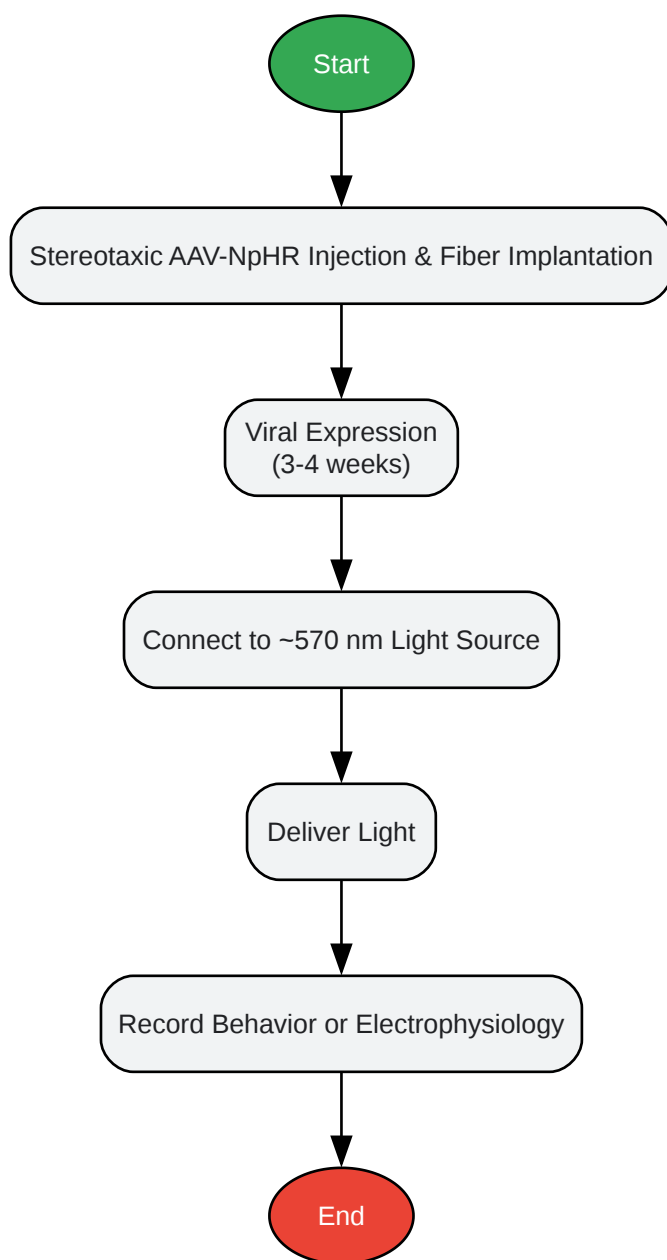 Start
Stereotaxic AAV-NpHR Injection & Fiber Implantation
Viral Expression
(3-4 weeks)
Connect to ~570 nm Light Source
Deliver Light
Record Behavior or Electrophysiology
End